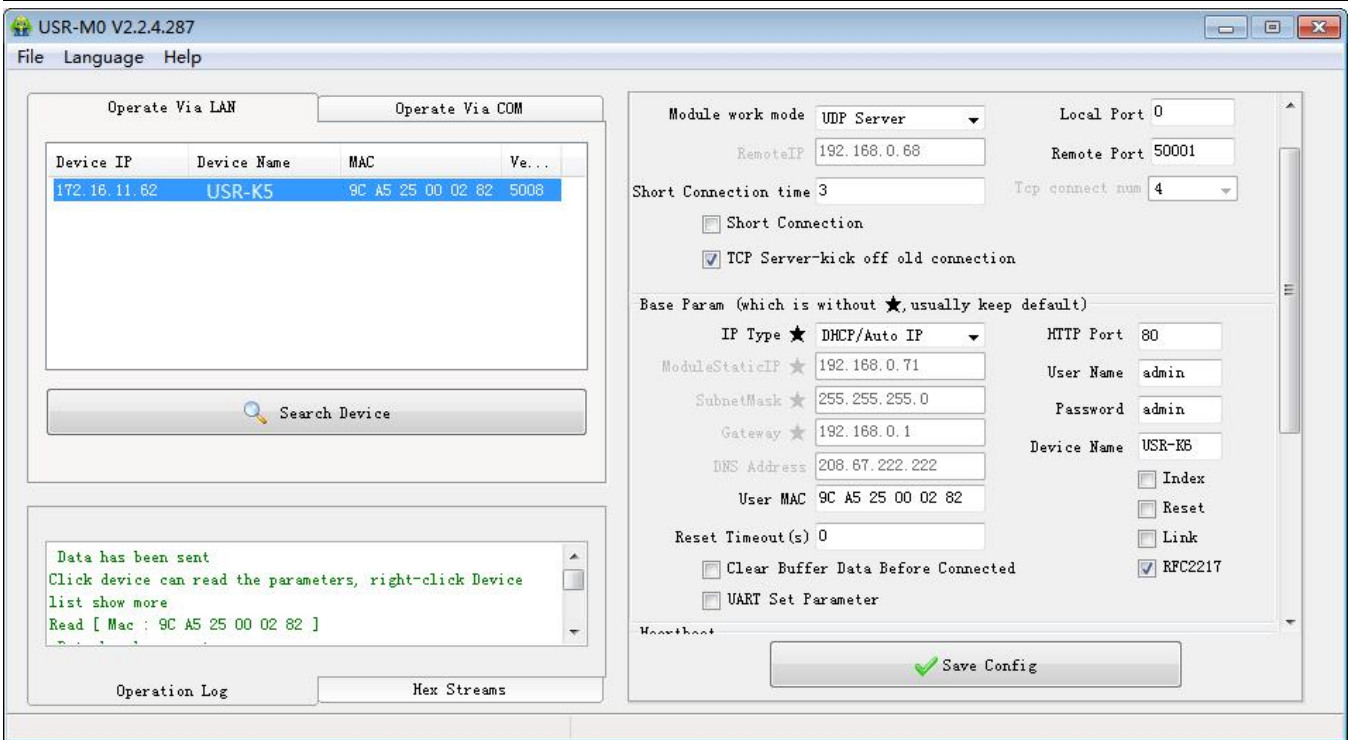 USR-M0 V2.2.4.287
File Language Help
Operate Via LAN
Operate Via COM
Device IP Device Name MAC Ve...
172.16.11.62 USR-K5 9C A5 25 00 02 82 5008
Search Device
Data has been sent
Click device can read the parameters, right-click Device
list show more
Read [ Mac : 9C A5 25 00 02 82 ]
Operation Log
Hex Streams
Module work mode UDP Server Local Port 0
RemoteIP 192.168.0.68 Remote Port 50001
Short Connection time 3 Tcp connect num 4
Short Connection
TCP Server-kick off old connection
Base Param (which is without ★,usually keep default)
IP Type ★ DHCP/Auto IP HTTP Port 80
ModuleStaticIP ★ 192.168.0.71 User Name admin
SubnetMask ★ 255.255.255.0 Password admin
Gateway ★ 192.168.0.1 Device Name USR-K6
DNS Address 208.67.222.222 Index
User MAC 9C A5 25 00 02 82 Reset
Reset Timeout(s) 0 Link
Clear Buffer Data Before Connected RFC2217
UART Set Parameter
Save Config